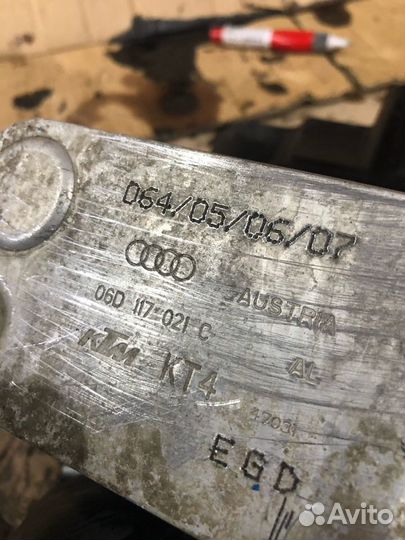 064/05/06/07
AUSTRIA
06D 117 021 C
AL
KTM KT4
EGD
Avito